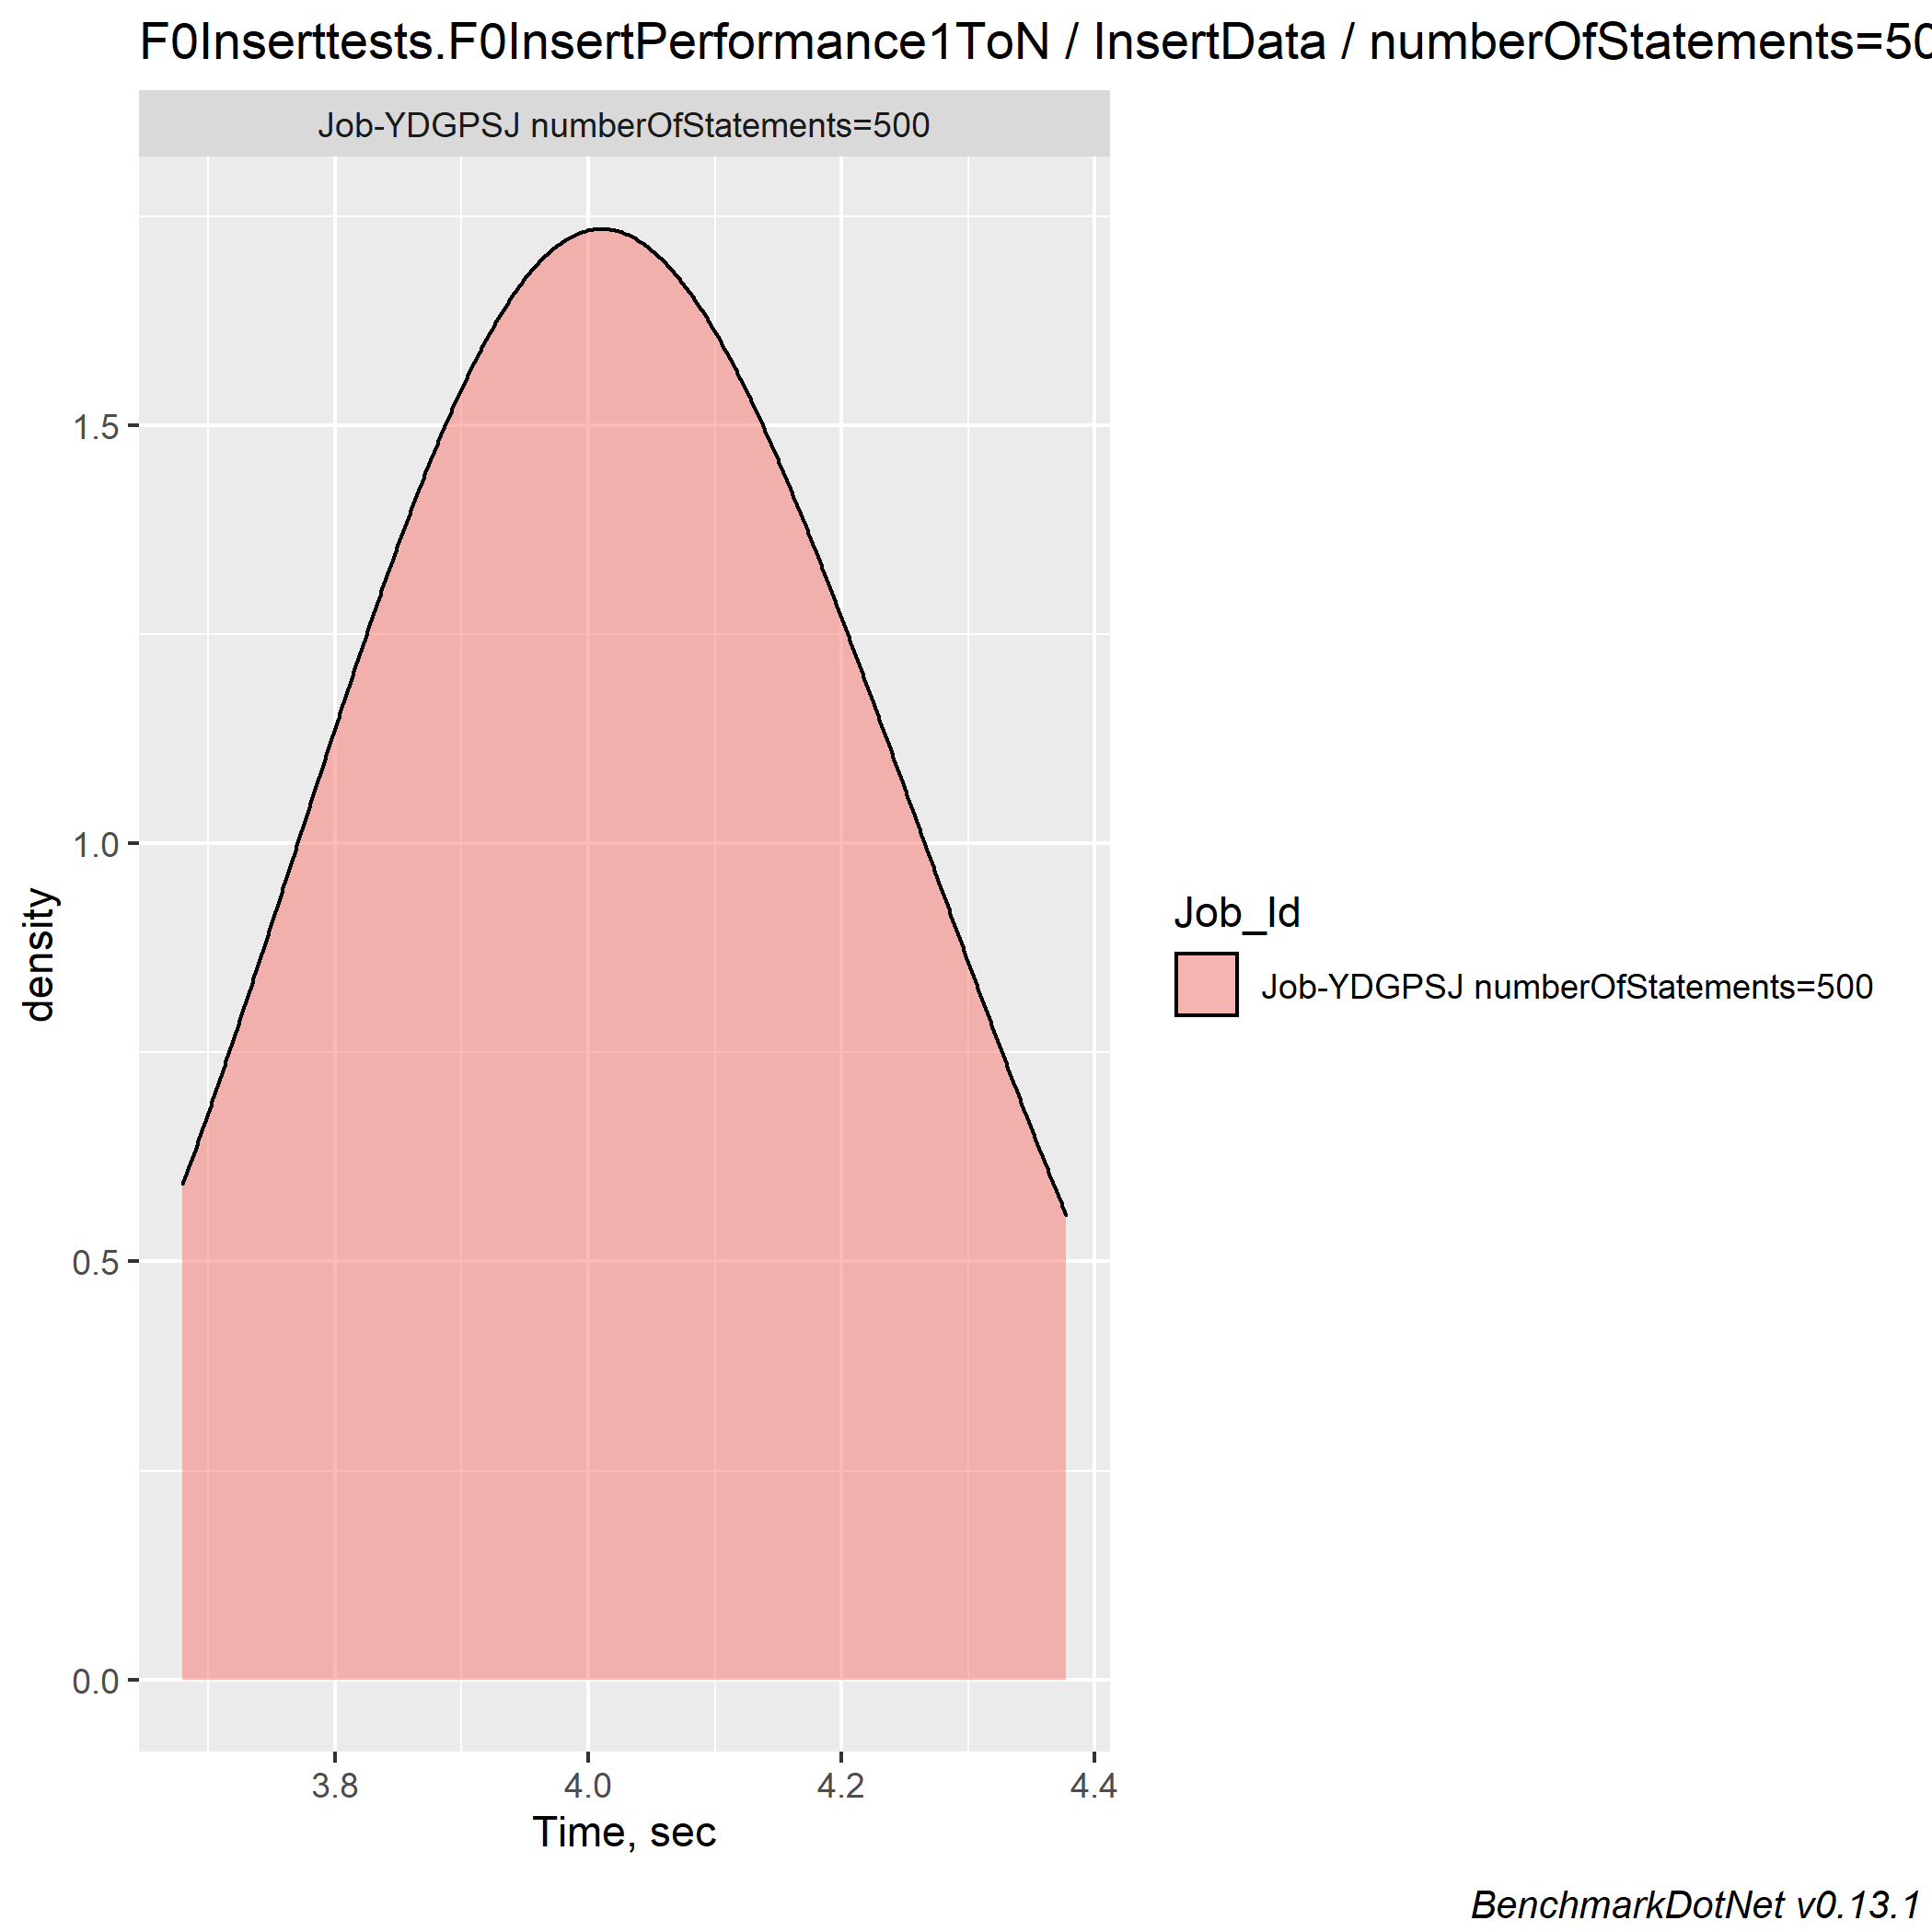 F0Inserttests.F0InsertPerformance1ToN / InsertData / numberOfStatements=50
Job-YDGPSJ numberOfStatements=500
1.5
1.0
0.5
0.0
density
3.8 4.0 4.2 4.4
Time, sec
Job_Id
Job-YDGPSJ numberOfStatements=500
BenchmarkDotNet v0.13.1